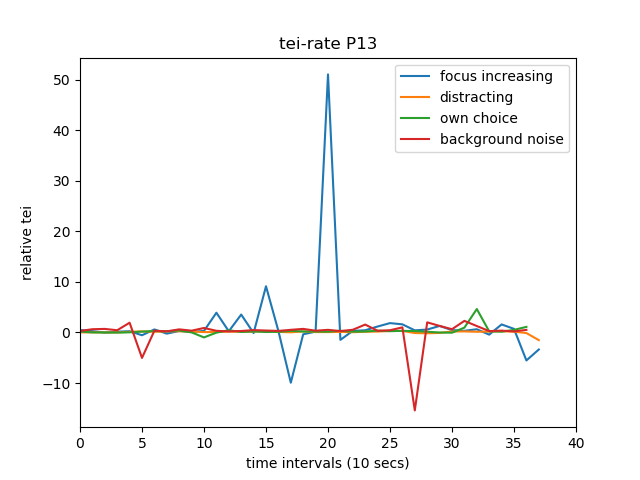 tei-rate P13
focus increasing
distracting
own choice
background noise
relative tei
50
40
30
20
10
0
−10
0 5 10 15 20 25 30 35 40
time intervals (10 secs)